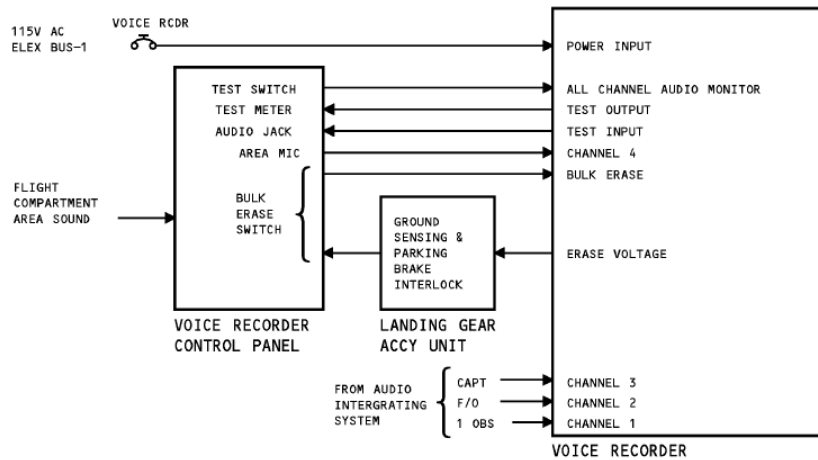 115V AC
ELEX BUS-1
VOICE RCDR
POWER INPUT
TEST SWITCH
ALL CHANNEL AUDIO MONITOR
TEST METER
TEST OUTPUT
AUDIO JACK
TEST INPUT
AREA MIC
CHANNEL 4
BULK ERASE
FLIGHT
COMPARTMENT
AREA SOUND
BULK
ERASE
SWITCH
GROUND
SENSING &
PARKING
BRAKE
INTERLOCK
ERASE VOLTAGE
VOICE RECORDER
CONTROL PANEL
LANDING GEAR
ACCY UNIT
FROM AUDIO
INTERGRATING
SYSTEM
CAPT
CHANNEL 3
F/O
CHANNEL 2
1 OBS
CHANNEL 1
VOICE RECORDER